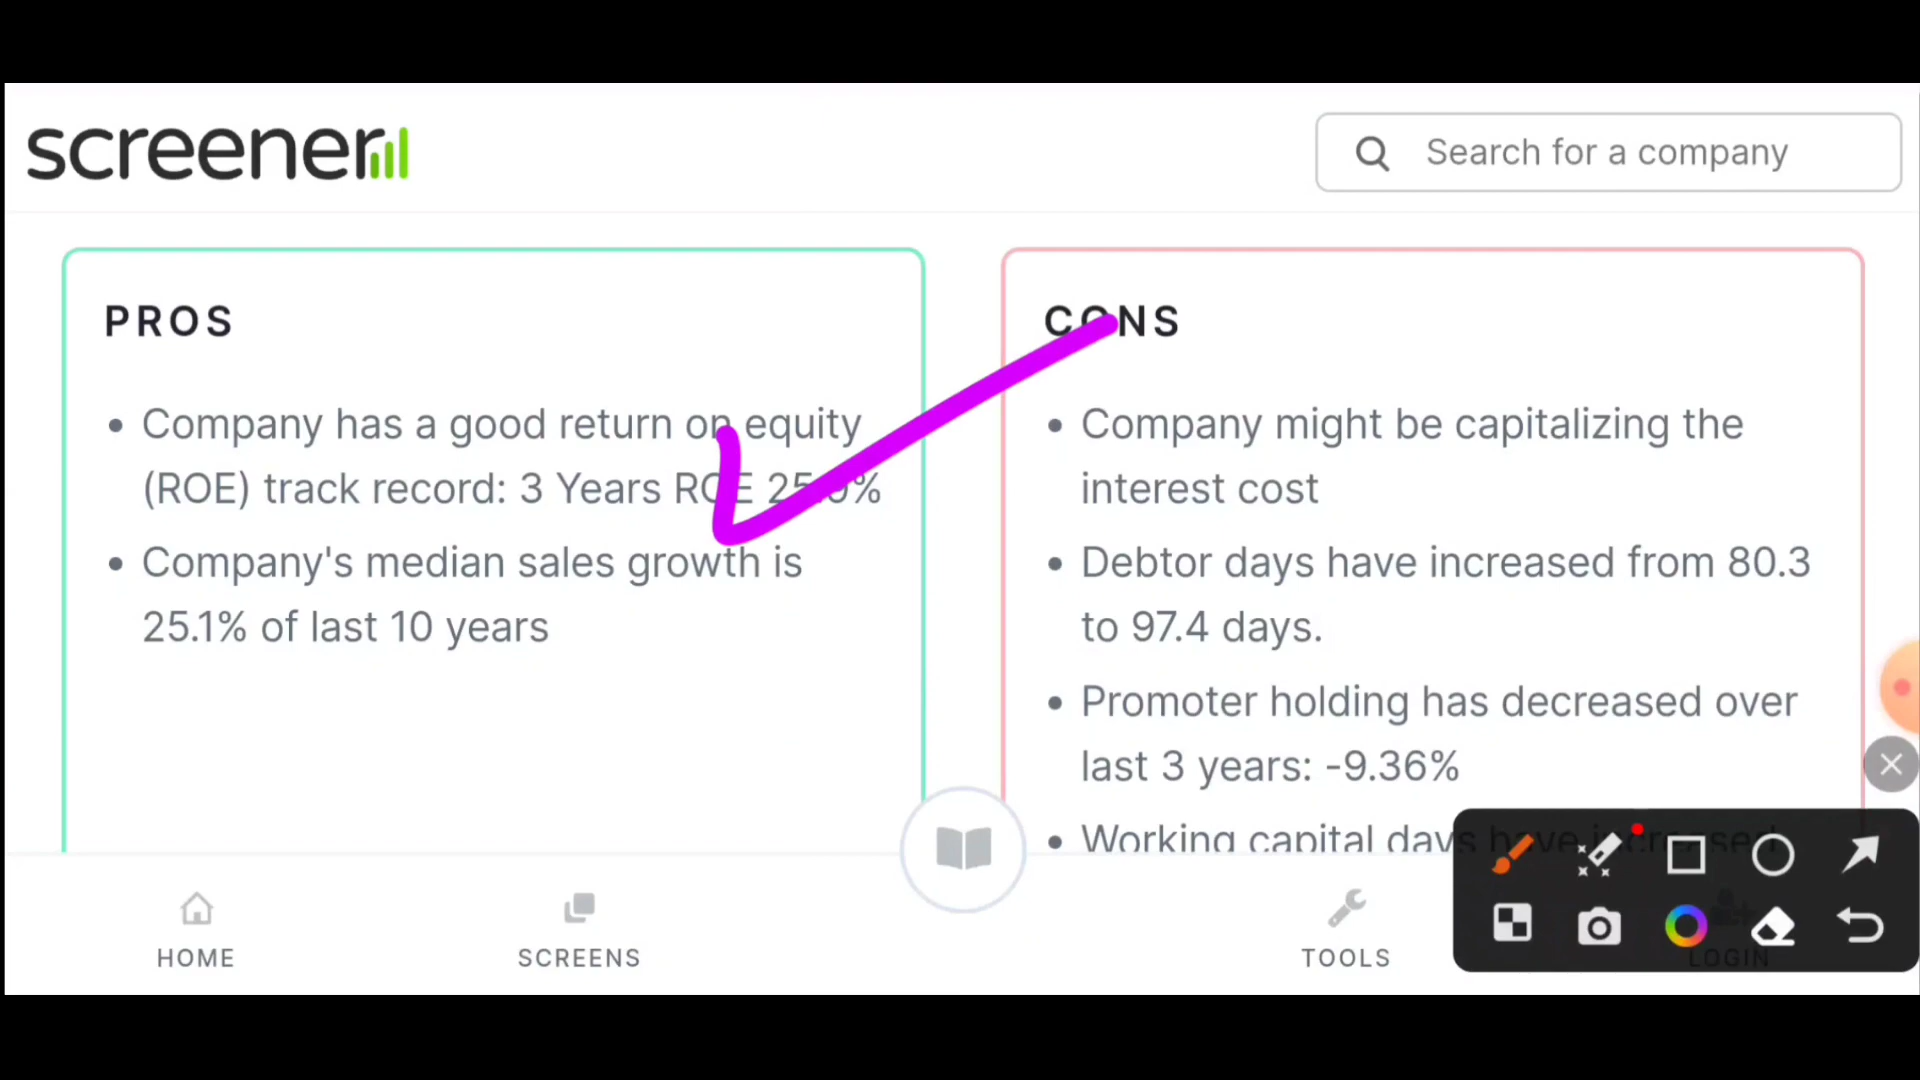 screener
Search for a company
PROS
Company has a good return on equity
(ROE) track record: 3 Years ROE %
Company's median sales growth is
25.1% of last 10 years
CONS
Company might be capitalizing the
interest cost
Debtor days have increased from 80.3
to 97.4 days.
Promoter holding has decreased over
last 3 years: -9.36%
Working capital days have increased
HOME
SCREENS
TOOLS
LOGIN